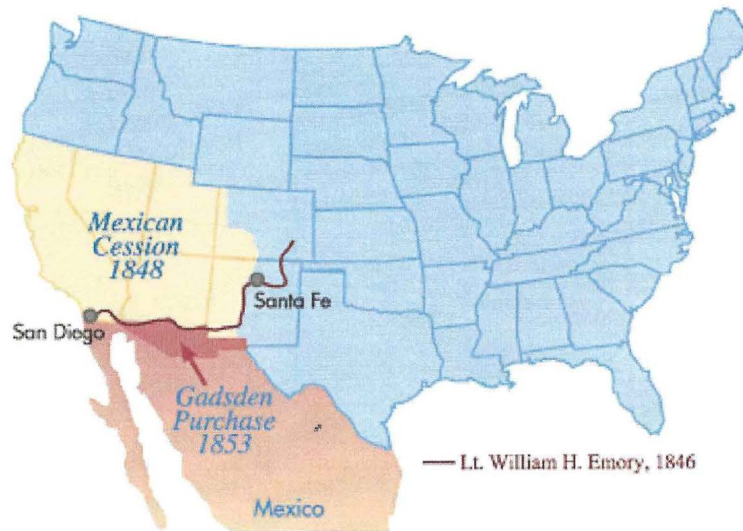 Mexican
Cession
1848
Santa Fe
San Diego
Gadsden
Purchase
1853
Lt. William H. Emory, 1846
Mexico